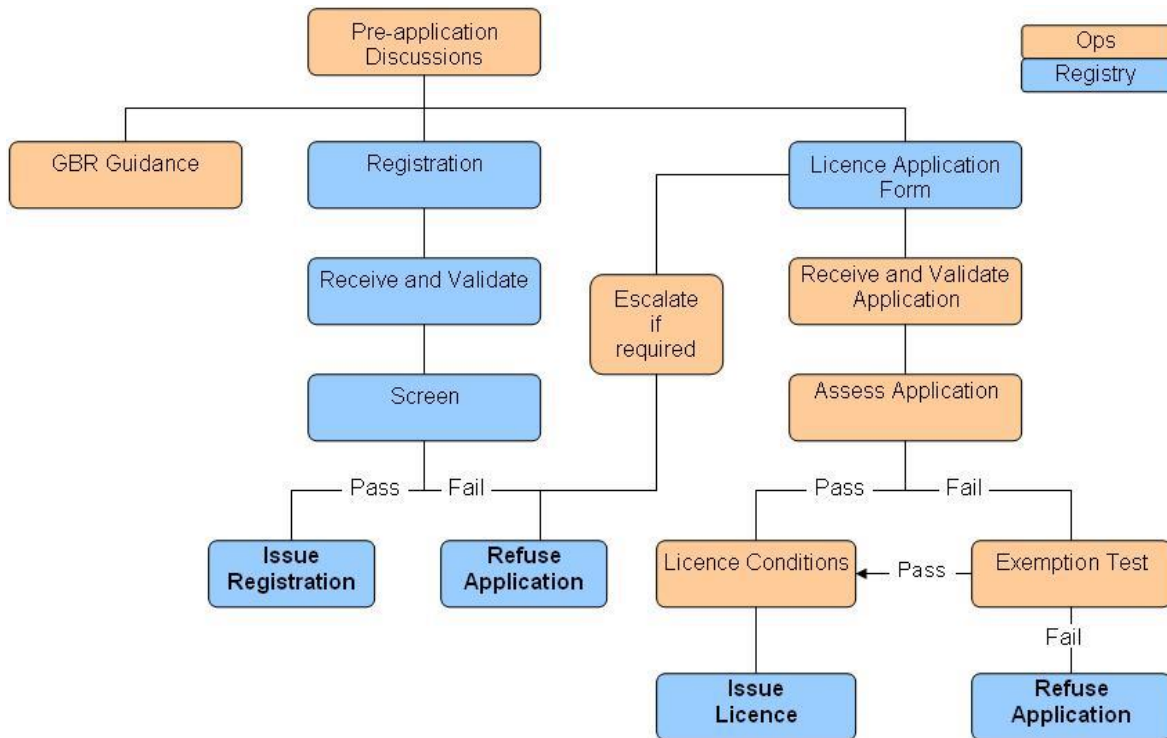 Pre-application
Discussions
Ops
Registry
GBR Guidance
Registration
Licence Application
Form
Receive and Validate
Escalate
if
required
Receive and Validate
Application
Screen
Assess Application
Pass
Fail
Pass
Fail
Issue
Registration
Refuse
Application
Licence Conditions
Pass
Exemption Test
Fail
Issue
Licence
Refuse
Application